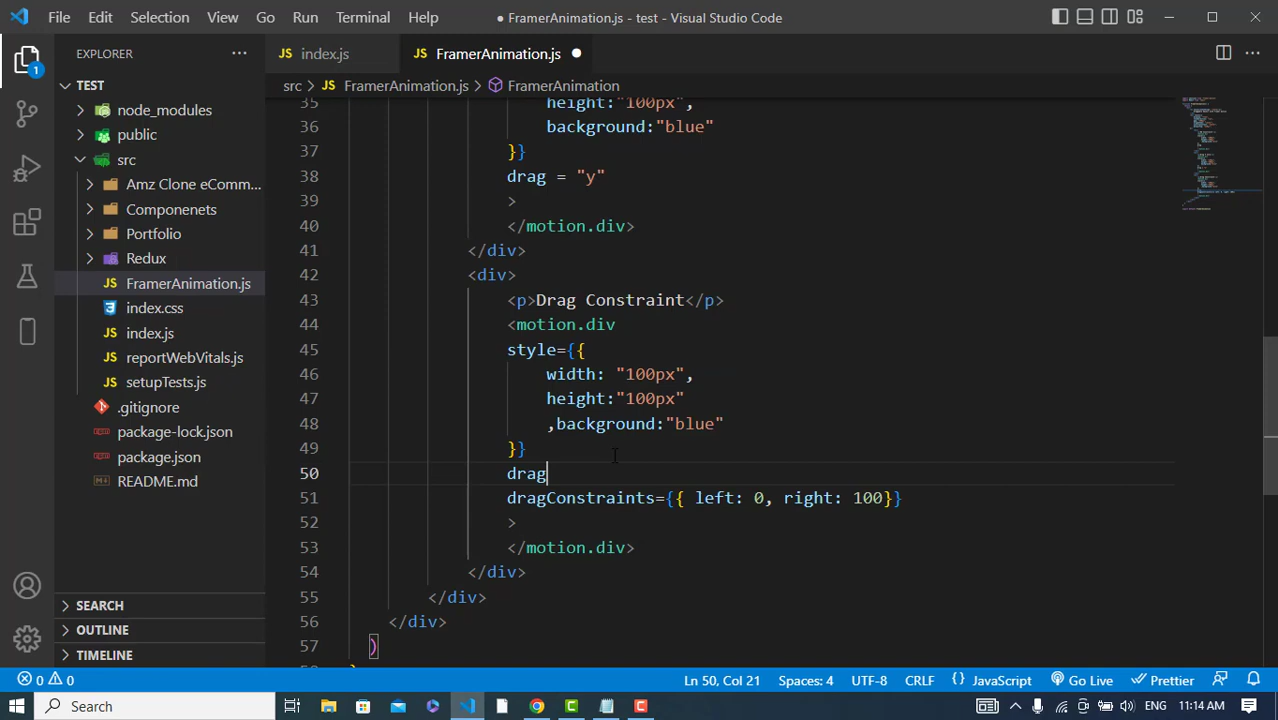 File Edit Selection View Go Run Terminal Help
● FramerAnimation.js - test - Visual Studio Code
EXPLORER
index.js
FramerAnimation.js
TEST
src > FramerAnimation.js > FramerAnimation
node_modules
public
src
Amz Clone eComm...
Componenets
Portfolio
Redux
FramerAnimation.js
index.css
index.js
reportWebVitals.js
setupTests.js
.gitignore
package-lock.json
package.json
README.md
SEARCH
OUTLINE
TIMELINE
1
35 height:"100px",
36 background:"blue"
37 }}
38 drag = "y"
39 >
40 </motion.div>
41 </div>
42 <div>
43 <p>Drag Constraint</p>
44 <motion.div
45 style={{
46 width: "100px",
47 height:"100px"
48 ,background:"blue"
49 }}
50 drag
51 dragConstraints={{ left: 0, right: 100}}
52 >
53 </motion.div>
54 </div>
55 </div>
56 </div>
57 )
0 0 Ln 50, Col 21 Spaces: 4 UTF-8 CRLF JavaScript Go Live Prettier
Search ENG 11:14 AM